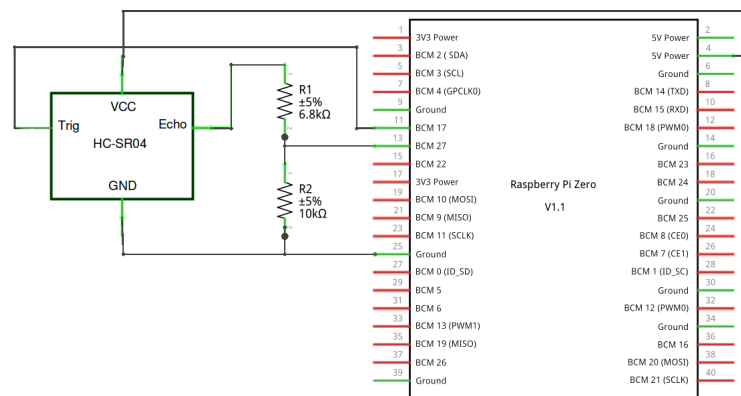 VCC
Trig
Echo
HC-SR04
GND
1
R1
±5%
6.8kΩ
2
1
R2
±5%
10kΩ
2
Raspberry Pi Zero
V1.1
1
3V3 Power
3
BCM 2 ( SDA)
5
BCM 3 (SCL)
7
BCM 4 (GPCLK0)
9
Ground
11
BCM 17
13
BCM 27
15
BCM 22
17
3V3 Power
19
BCM 10 (MOSI)
21
BCM 9 (MISO)
23
BCM 11 (SCLK)
25
Ground
27
BCM 0 (ID_SD)
29
BCM 5
31
BCM 6
33
BCM 13 (PWM1)
35
BCM 19 (MISO)
37
BCM 26
39
Ground
2
5V Power
4
5V Power
6
Ground
8
BCM 14 (TXD)
10
BCM 15 (RXD)
12
BCM 18 (PWM0)
14
Ground
16
BCM 23
18
BCM 24
20
Ground
22
BCM 25
24
BCM 8 (CE0)
26
BCM 7 (CE1)
28
BCM 1 (ID_SC)
30
Ground
32
BCM 12 (PWM0)
34
Ground
36
BCM 16
38
BCM 20 (MOSI)
40
BCM 21 (SCLK)